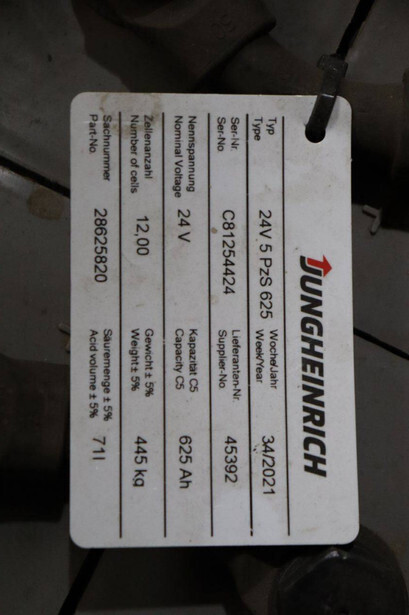 JUNGHEINRICH
Typ
Type
24V 5 PzS 625
Woche/Jahr
Week/Year
34/2021
Ser-Nr.
Ser-No.
C81254424
Lieferanten-Nr.
Supplier-No.
45392
Nennspannung
Nominal Voltage
24 V
Kapazität C5
Capacity C5
625 Ah
Zellenanzahl
Number of cells
12,00
Gewicht ± 5%
Weight ± 5%
445 kg
Sachnummer
Part-No.
28625820
Säuremenge ± 5%
Acid volume ± 5%
71 l